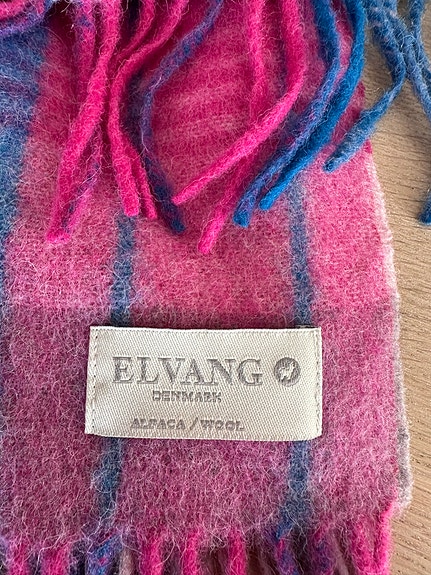 ELVANG
DENMARK
ALPACA / WOOL